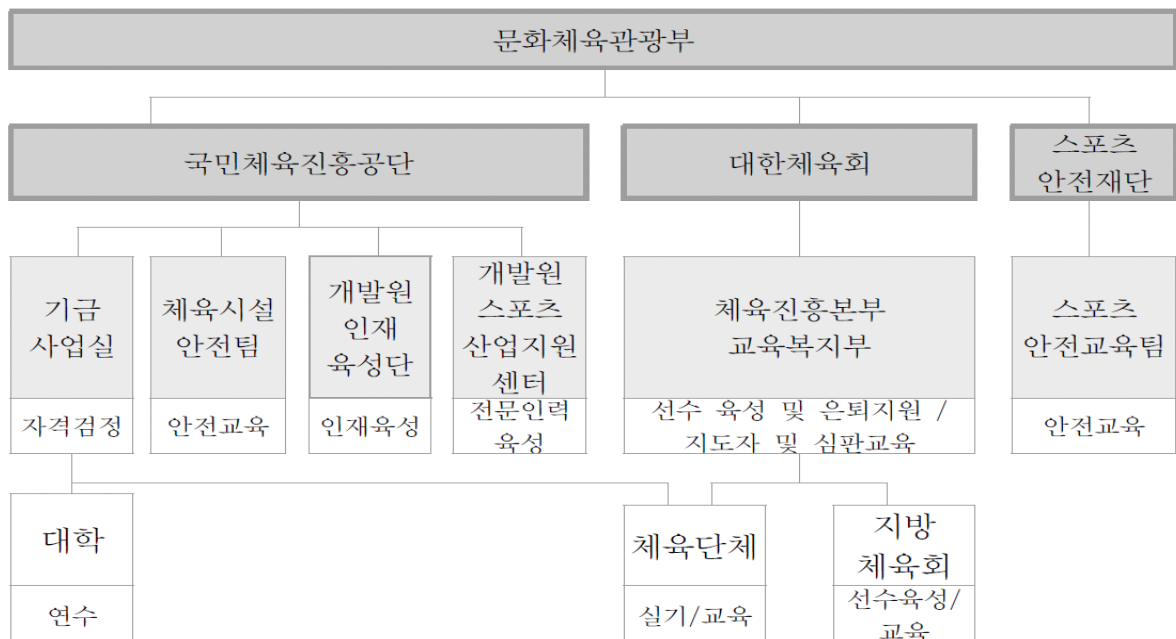 문화체육관광부
국민체육진흥공단
대한체육회
스포츠
안전재단
기금
사업실
체육시설
안전팀
개발원
인재
육성단
개발원
스포츠
산업지원
센터
체육진흥본부
교육복지부
스포츠
안전교육팀
자격검정
안전교육
인재육성
전문인력
육성
선수 육성 및 은퇴지원 /
지도자 및 심판교육
안전교육
대학
체육단체
지방
체육회
연수
실기/교육
선수육성/
교육